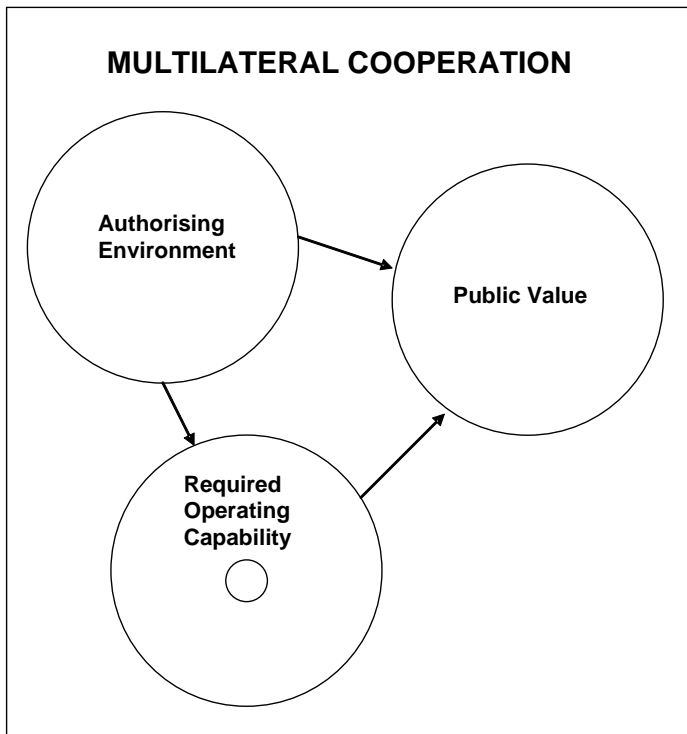 MULTILATERAL COOPERATION
Authorising
Environment
Public Value
Required
Operating
Capability